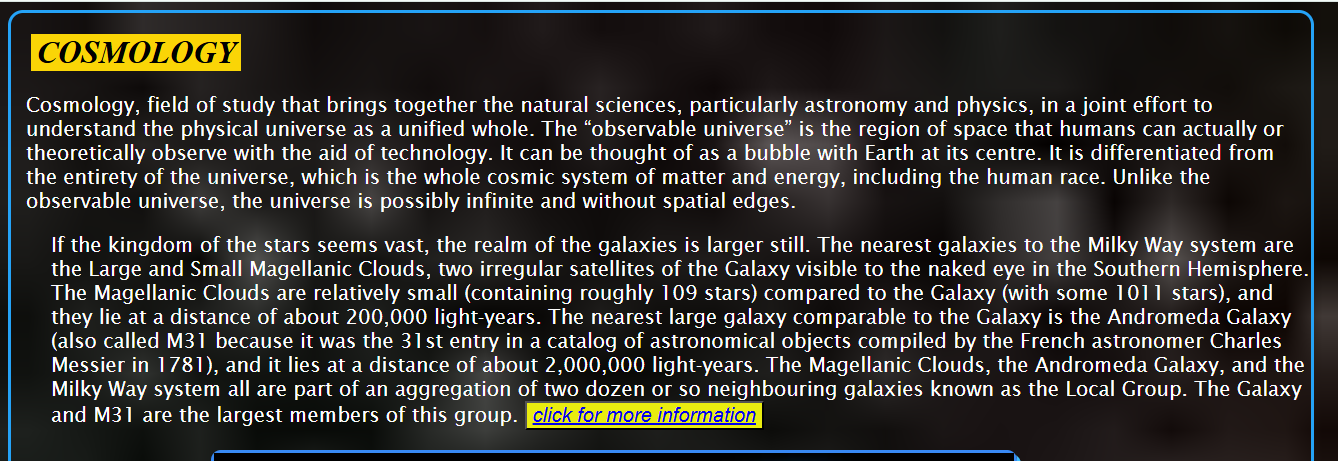 COSMOLOGY
Cosmology, field of study that brings together the natural sciences, particularly astronomy and physics, in a joint effort to
understand the physical universe as a unified whole. The “observable universe” is the region of space that humans can actually or
theoretically observe with the aid of technology. It can be thought of as a bubble with Earth at its centre. It is differentiated from
the entirety of the universe, which is the whole cosmic system of matter and energy, including the human race. Unlike the
observable universe, the universe is possibly infinite and without spatial edges.
If the kingdom of the stars seems vast, the realm of the galaxies is larger still. The nearest galaxies to the Milky Way system are
the Large and Small Magellanic Clouds, two irregular satellites of the Galaxy visible to the naked eye in the Southern Hemisphere.
The Magellanic Clouds are relatively small (containing roughly 109 stars) compared to the Galaxy (with some 1011 stars), and
they lie at a distance of about 200,000 light-years. The nearest large galaxy comparable to the Galaxy is the Andromeda Galaxy
(also called M31 because it was the 31st entry in a catalog of astronomical objects compiled by the French astronomer Charles
Messier in 1781), and it lies at a distance of about 2,000,000 light-years. The Magellanic Clouds, the Andromeda Galaxy, and the
Milky Way system all are part of an aggregation of two dozen or so neighbouring galaxies known as the Local Group. The Galaxy
and M31 are the largest members of this group. click for more information